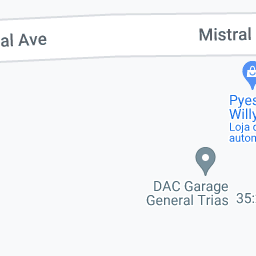 al Ave
Mistral
Pyes
Willy
Loja d
autom
DAC Garage
General Trias
35: